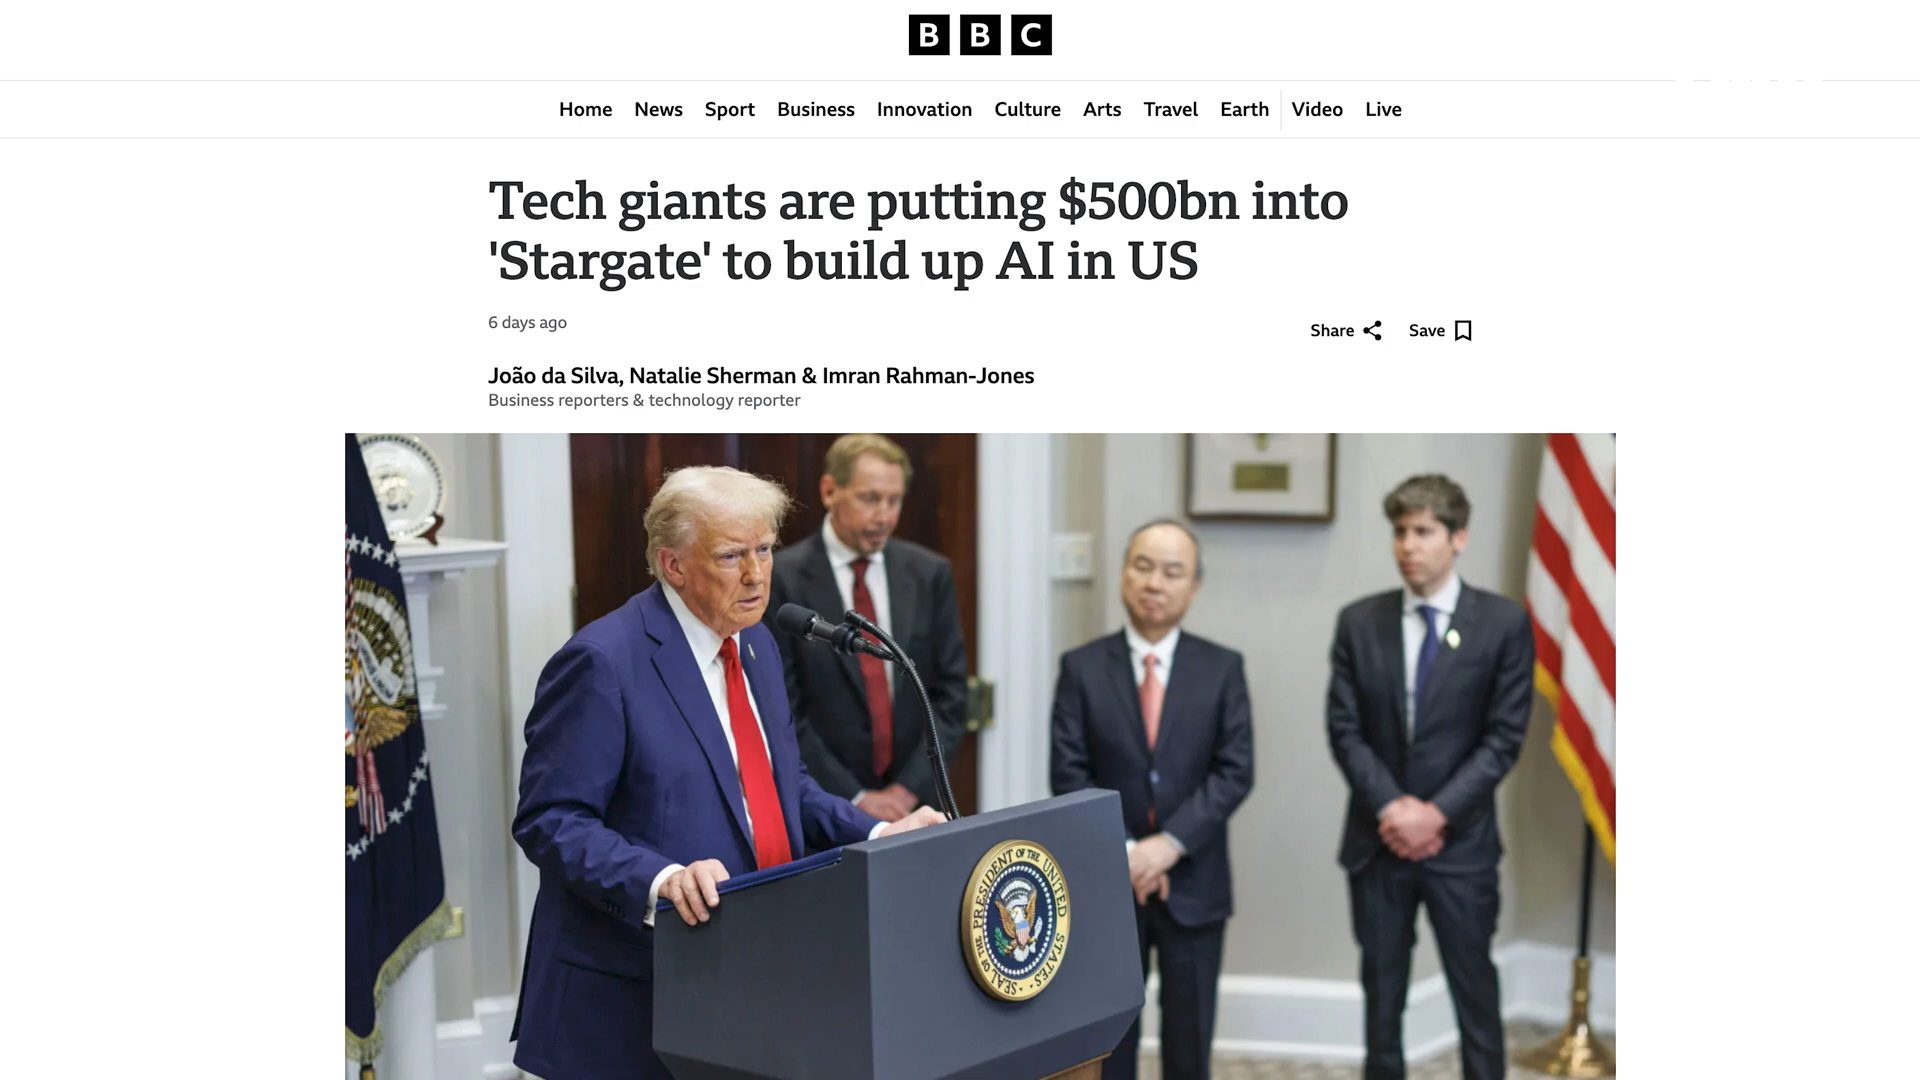 BBC
Home News Sport Business Innovation Culture Arts Travel Earth Video Live
Tech giants are putting $500bn into
'Stargate' to build up AI in US
6 days ago
Share Save
João da Silva, Natalie Sherman & Imran Rahman-Jones
Business reporters & technology reporter
SEAL OF THE PRESIDENT OF THE UNITED STATES